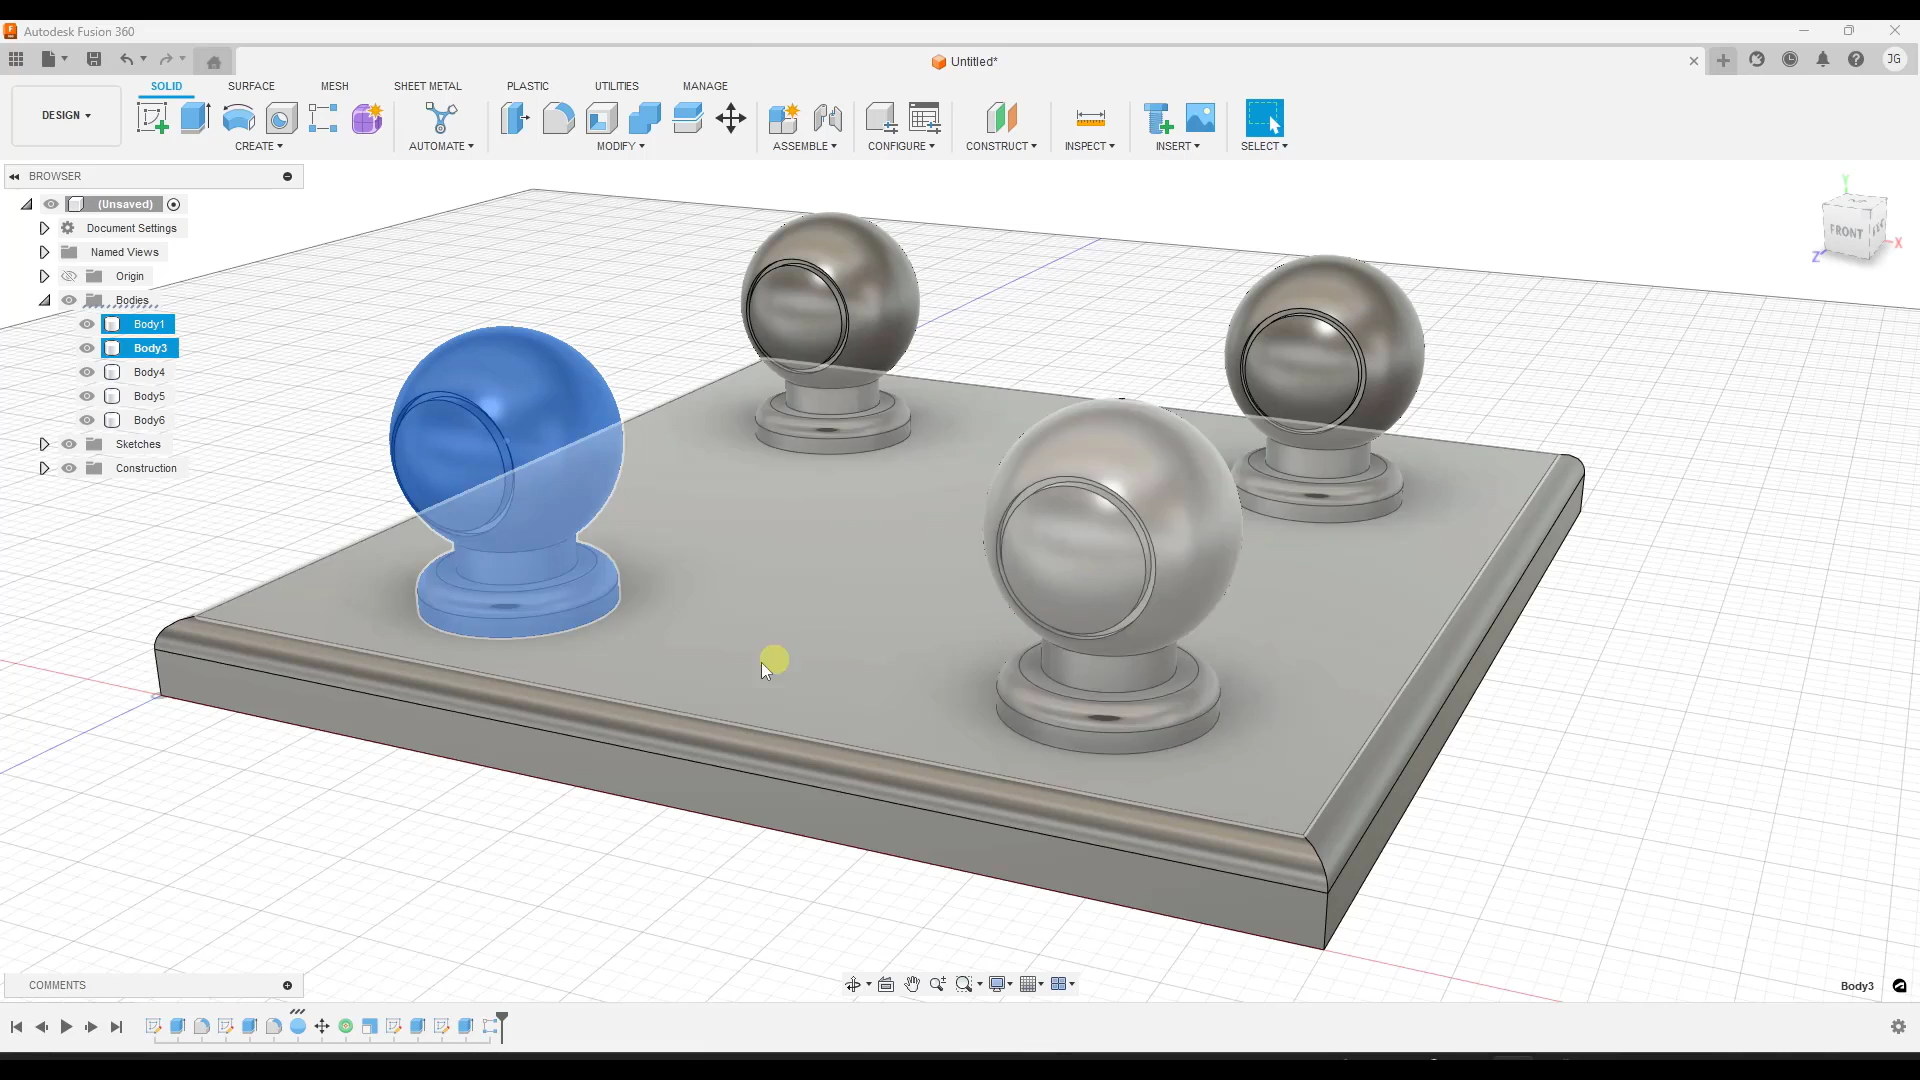 Autodesk Fusion 360
Untitled*
JG
DESIGN
SOLID SURFACE MESH SHEET METAL PLASTIC UTILITIES MANAGE
CREATE AUTOMATE MODIFY ASSEMBLE CONFIGURE CONSTRUCT INSPECT INSERT SELECT
BROWSER
(Unsaved)
Document Settings
Named Views
Origin
Bodies
Body1
Body3
Body4
Body5
Body6
Sketches
Construction
Y
FRONT
X
Z
COMMENTS
Body3